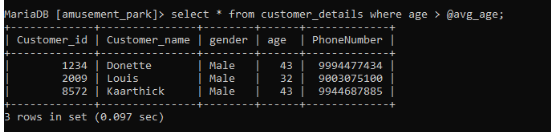 MariaDB [amusement_park]> select * from customer_details where age > @avg_age;
+-------------+---------------+--------+------+-------------+
| Customer_id | Customer_name | gender | age  | PhoneNumber |
+-------------+---------------+--------+------+-------------+
|        1234 | Donette       | Male   |   43 | 9994477434  |
|        2009 | Louis         | Male   |   32 | 9003075100  |
|        8572 | Kaarthick     | Male   |   43 | 9944687885  |
+-------------+---------------+--------+------+-------------+
3 rows in set (0.097 sec)